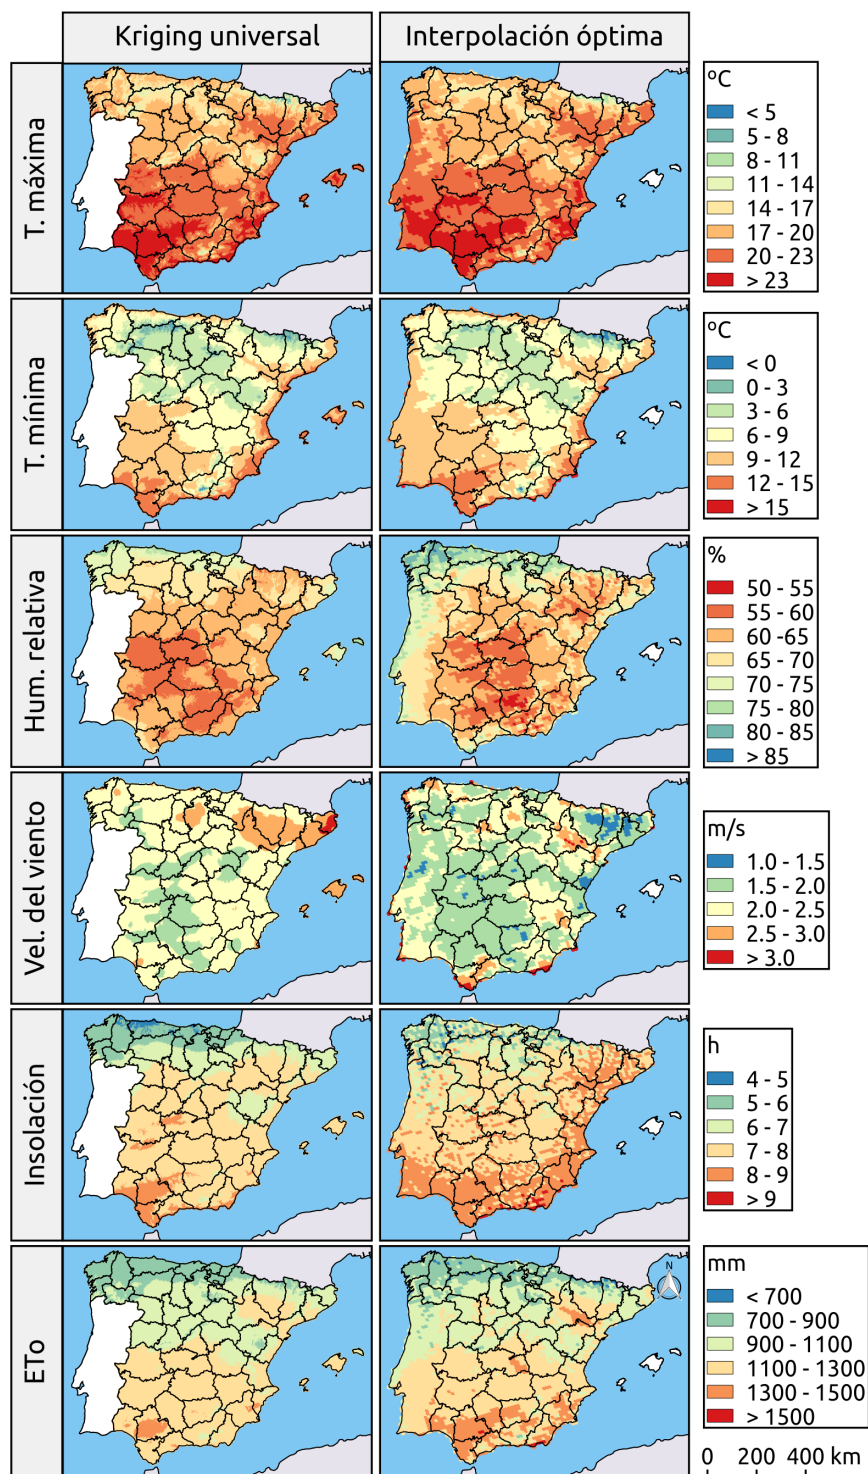 Kriging universal
Interpolación óptima
T. máxima
ºC
< 5
5 - 8
8 - 11
11 - 14
14 - 17
17 - 20
20 - 23
> 23
T. mínima
ºC
< 0
0 - 3
3 - 6
6 - 9
9 - 12
12 - 15
> 15
Hum. relativa
%
50 - 55
55 - 60
60 -65
65 - 70
70 - 75
75 - 80
80 - 85
> 85
Vel. del viento
m/s
1.0 - 1.5
1.5 - 2.0
2.0 - 2.5
2.5 - 3.0
> 3.0
Insolación
h
4 - 5
5 - 6
6 - 7
7 - 8
8 - 9
> 9
ETo
N
mm
< 700
700 - 900
900 - 1100
1100 - 1300
1300 - 1500
> 1500
0 200 400 km